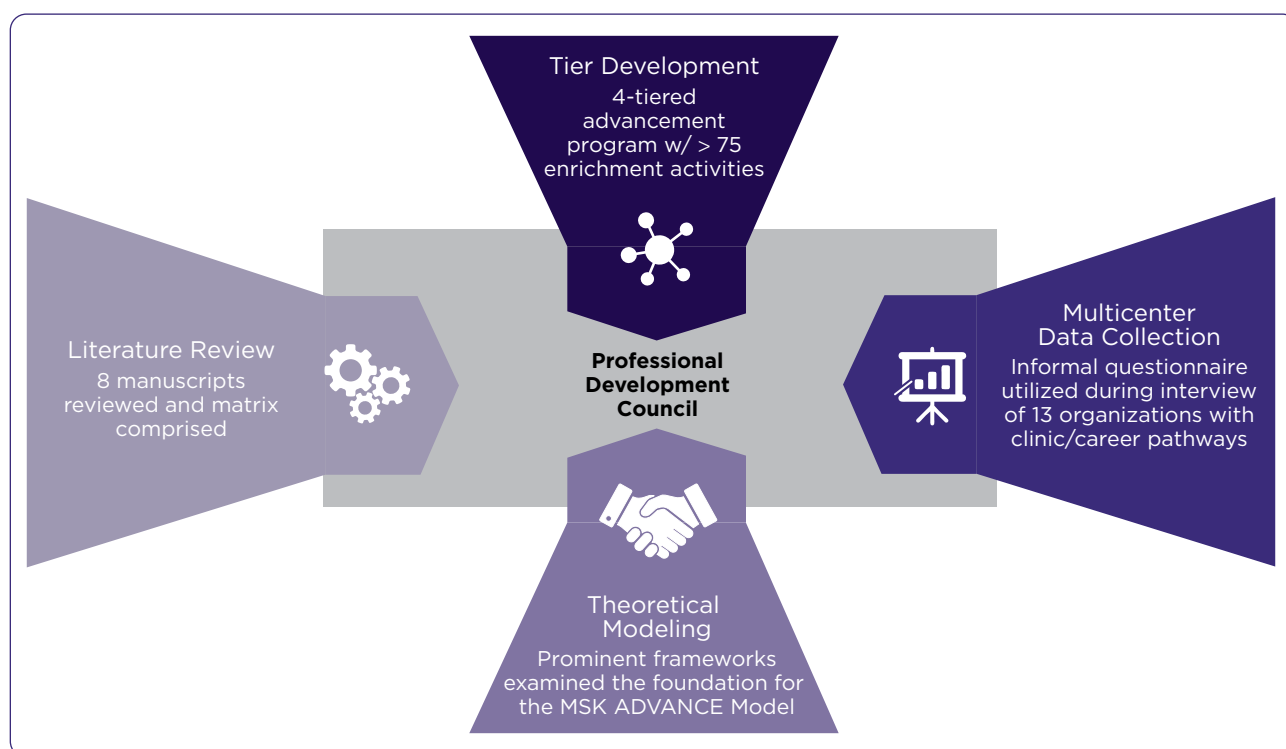 Tier Development
4-tiered
advancement
program w/ > 75
enrichment activities
Literature Review
8 manuscripts
reviewed and matrix
comprised
Professional
Development
Council
Multicenter
Data Collection
Informal questionnaire
utilized during interview
of 13 organizations with
clinic/career pathways
Theoretical
Modeling
Prominent frameworks
examined the foundation for
the MSK ADVANCE Model